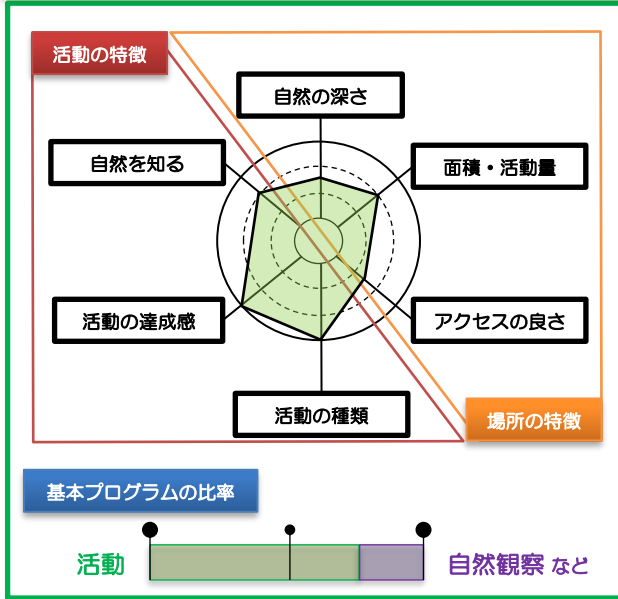 活動の特徴
自然の深さ
自然を知る
面積・活動量
活動の達成感
アクセスの良さ
活動の種類
場所の特徴
基本プログラムの比率
活動
自然観察 など